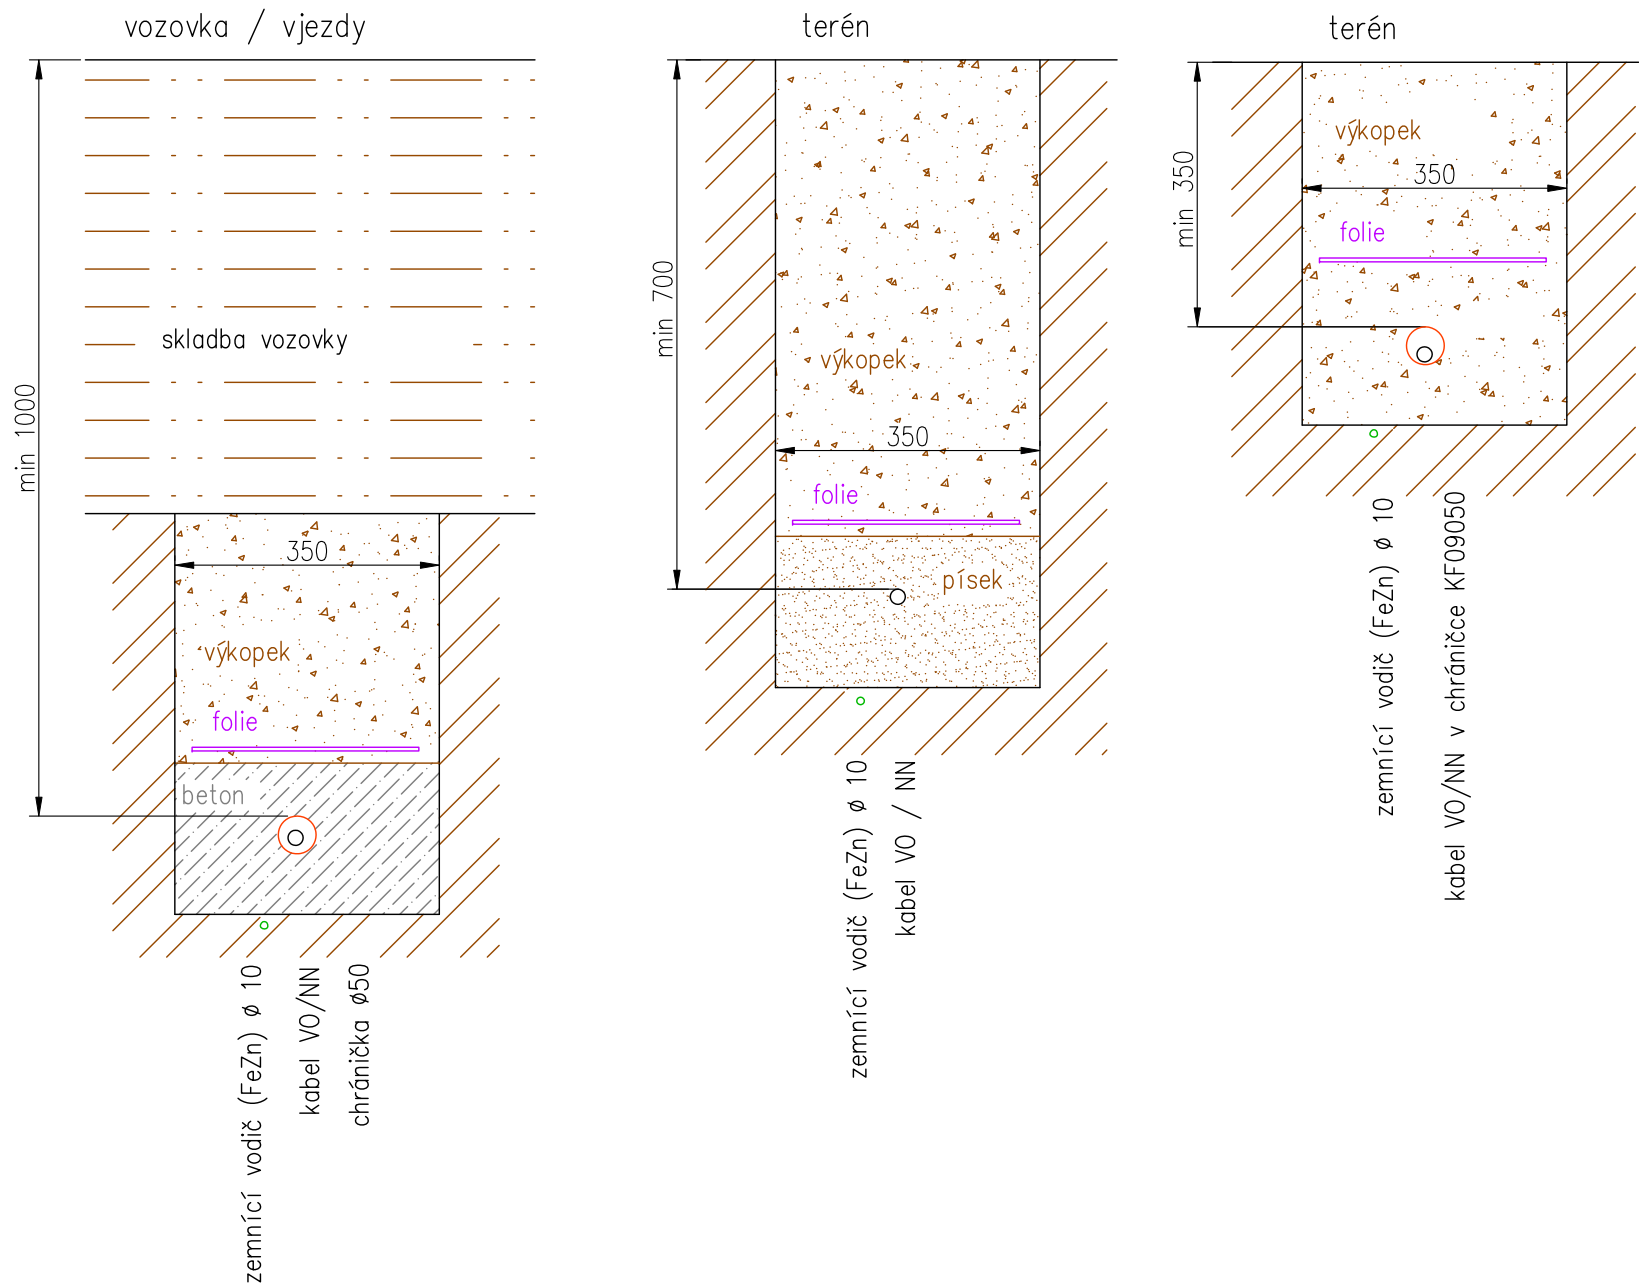 vozovka / vjezdy
min 1000
skladba vozovky
350
výkopek
folie
beton
zemnící vodič (FeZn) ø 10
kabel VO/NN
chránička ø50
terén
min 700
výkopek
350
folie
písek
zemnící vodič (FeZn) ø 10
kabel VO / NN
terén
min 350
výkopek
350
folie
zemnící vodič (FeZn) ø 10
kabel VO/NN v chráničce KF09050